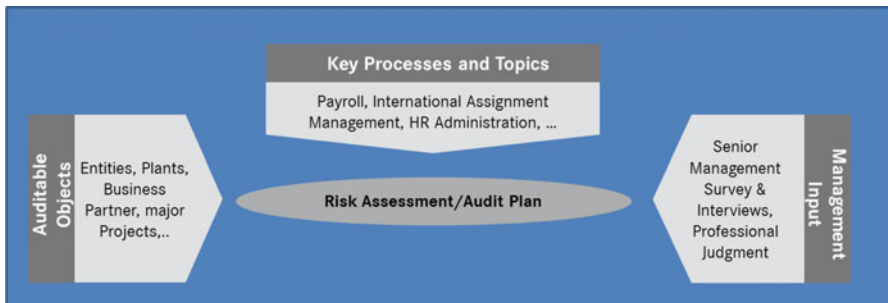 Key Processes and Topics
Payroll, International Assignment
Management, HR Administration, ...
Auditable
Objects
Entities, Plants,
Business
Partner, major
Projects,..
Risk Assessment/Audit Plan
Senior
Management
Survey &
Interviews,
Professional
Judgment
Management
Input